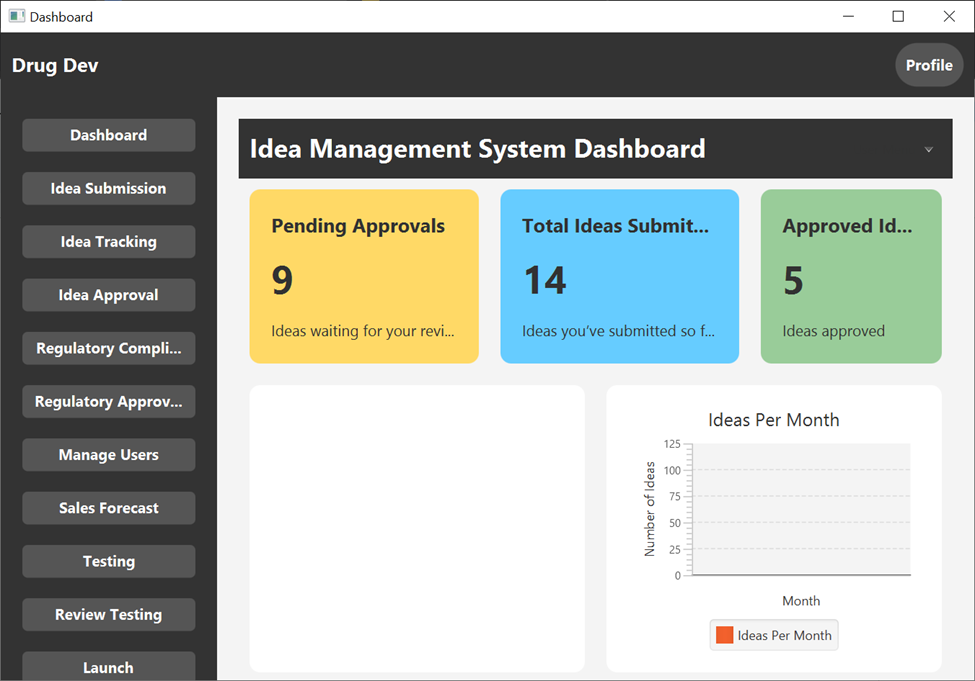 Dashboard
Drug Dev
Profile
Dashboard
Idea Submission
Idea Tracking
Idea Approval
Regulatory Compli...
Regulatory Approv...
Manage Users
Sales Forecast
Testing
Review Testing
Launch
Idea Management System Dashboard
Pending Approvals
9
Ideas waiting for your revi...
Total Ideas Submit...
14
Ideas you've submitted so f...
Approved Id...
5
Ideas approved
Ideas Per Month
Number of Ideas
125
100
75
50
25
0
Month
Ideas Per Month